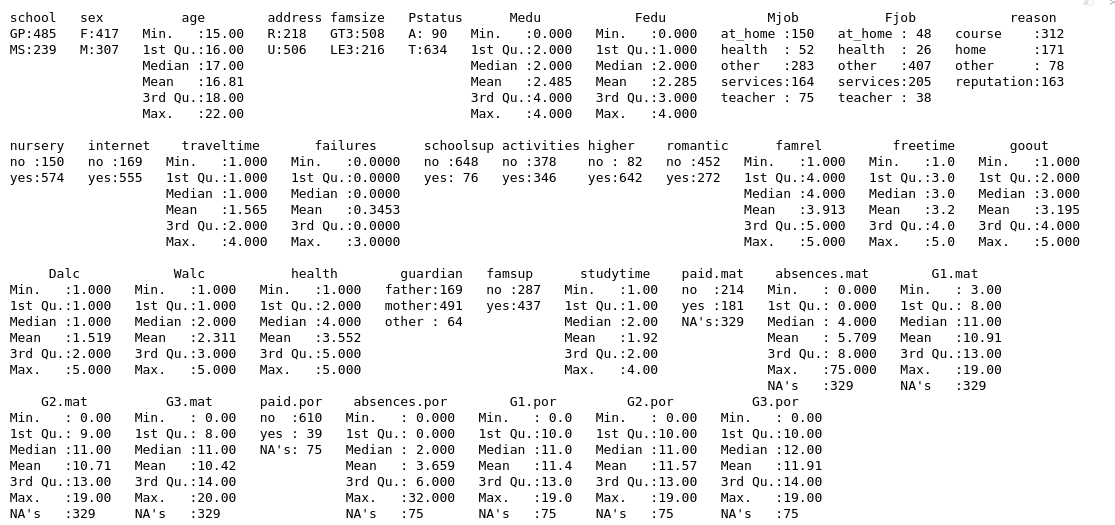 school   sex          age         address famsize   Pstatus      Medu            Fedu             Mjob           Fjob            reason
GP:485   F:417   Min.   :15.00   R:218   GT3:508   A: 90   Min.   :0.000   Min.   :0.000   at_home :150   at_home : 48   course    :312
MS:239   M:307   1st Qu.:16.00   U:506   LE3:216   T:634   1st Qu.:2.000   1st Qu.:1.000   health  : 52   health  : 26   home      :171
Median :17.00   Median :2.000   Median :2.000   other   :283   other   :407   other     : 78
Mean   :16.81   Mean   :2.485   Mean   :2.285   services:164   services:205   reputation:163
3rd Qu.:18.00   3rd Qu.:4.000   3rd Qu.:3.000   teacher : 75   teacher : 38
Max.   :22.00   Max.   :4.000   Max.   :4.000
nursery   internet    traveltime       failures      schoolsup activities higher    romantic      famrel         freetime       goout
no :150   no :169   Min.   :1.000   Min.   :0.0000   no :648   no :378    no : 82   no :452   Min.   :1.000   Min.   :1.0   Min.   :1.000
yes:574   yes:555   1st Qu.:1.000   1st Qu.:0.0000   yes: 76   yes:346    yes:642   yes:272   1st Qu.:4.000   1st Qu.:3.0   1st Qu.:2.000
Median :1.000   Median :0.0000   Median :4.000   Median :3.0   Median :3.000
Mean   :1.565   Mean   :0.3453   Mean   :3.913   Mean   :3.2   Mean   :3.195
3rd Qu.:2.000   3rd Qu.:0.0000   3rd Qu.:5.000   3rd Qu.:4.0   3rd Qu.:4.000
Max.   :4.000   Max.   :3.0000   Max.   :5.000   Max.   :5.0   Max.   :5.000
Dalc            Walc           health        guardian   famsup      studytime    paid.mat    absences.mat        G1.mat
Min.   :1.000   Min.   :1.000   Min.   :1.000   father:169   no :287   Min.   :1.00   no  :214   Min.   : 0.000   Min.   : 3.00
1st Qu.:1.000   1st Qu.:1.000   1st Qu.:2.000   mother:491   yes:437   1st Qu.:1.00   yes :181   1st Qu.: 0.000   1st Qu.: 8.00
Median :1.000   Median :2.000   Median :4.000   other : 64   Median :2.00   NA's:329   Median : 4.000   Median :11.00
Mean   :1.519   Mean   :2.311   Mean   :3.552   Mean   :1.92   Mean   : 5.709   Mean   :10.91
3rd Qu.:2.000   3rd Qu.:3.000   3rd Qu.:5.000   3rd Qu.:2.00   3rd Qu.: 8.000   3rd Qu.:13.00
Max.   :5.000   Max.   :5.000   Max.   :5.000   Max.   :4.00   Max.   :75.000   Max.   :19.00
NA's   :329   NA's   :329
G2.mat          G3.mat      paid.por    absences.por        G1.por         G2.por          G3.por
Min.   : 0.00   Min.   : 0.00   no  :610   Min.   : 0.000   Min.   : 0.0   Min.   : 0.00   Min.   : 0.00
1st Qu.: 9.00   1st Qu.: 8.00   yes : 39   1st Qu.: 0.000   1st Qu.:10.0   1st Qu.:10.00   1st Qu.:10.00
Median :11.00   Median :11.00   NA's: 75   Median : 2.000   Median :11.0   Median :11.00   Median :12.00
Mean   :10.71   Mean   :10.42   Mean   : 3.659   Mean   :11.4   Mean   :11.57   Mean   :11.91
3rd Qu.:13.00   3rd Qu.:14.00   3rd Qu.: 6.000   3rd Qu.:13.0   3rd Qu.:13.00   3rd Qu.:14.00
Max.   :19.00   Max.   :20.00   Max.   :32.000   Max.   :19.0   Max.   :19.00   Max.   :19.00
NA's   :329   NA's   :329   NA's   :75   NA's   :75   NA's   :75   NA's   :75